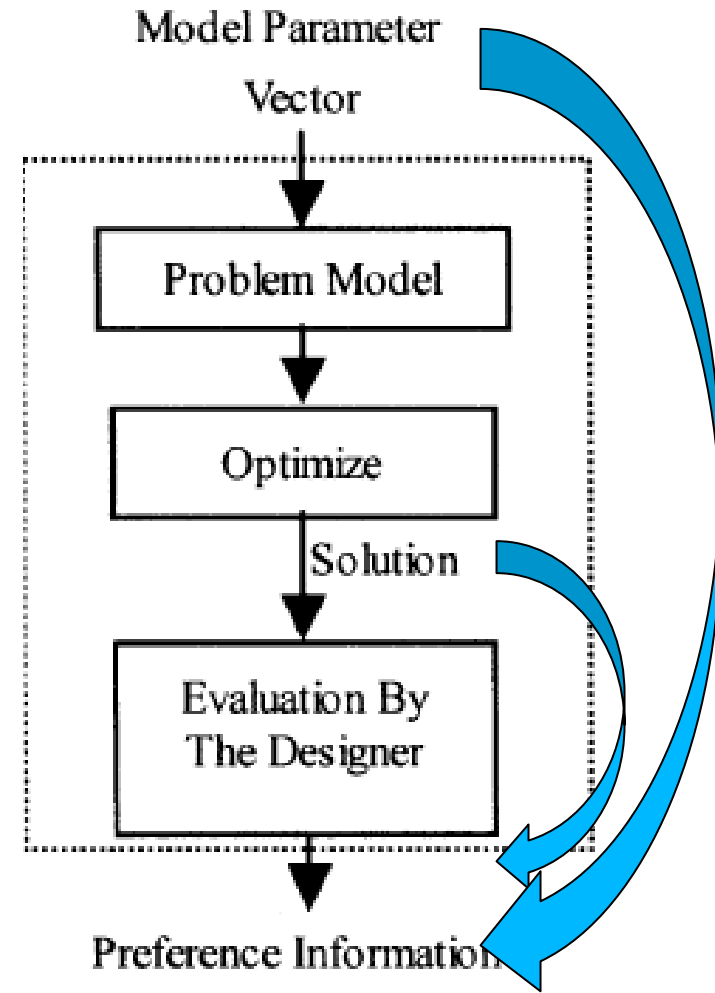 Model Parameter
Vector
Problem Model
Optimize
Solution
Evaluation By
The Designer
Preference Information